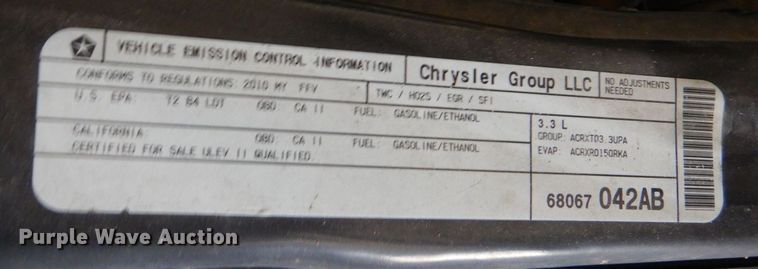 VEHICLE EMISSION CONTROL INFORMATION
Chrysler Group LLC
NO ADJUSTMENTS
NEEDED
CONFORMS TO REGULATIONS: 2010 MY FFV
TWC / HO2S / EGR / SFI
U.S. EPA: T2 B4 LDT OBD: CA II FUEL: GASOLINE/ETHANOL
CALIFORNIA OBD: CA II FUEL: GASOLINE/ETHANOL
CERTIFIED FOR SALE ULEV II QUALIFIED.
3.3 L
GROUP: ACRXT03.3UPA
EVAP: ACRXR0150RKA
68067 042AB
Purple Wave Auction